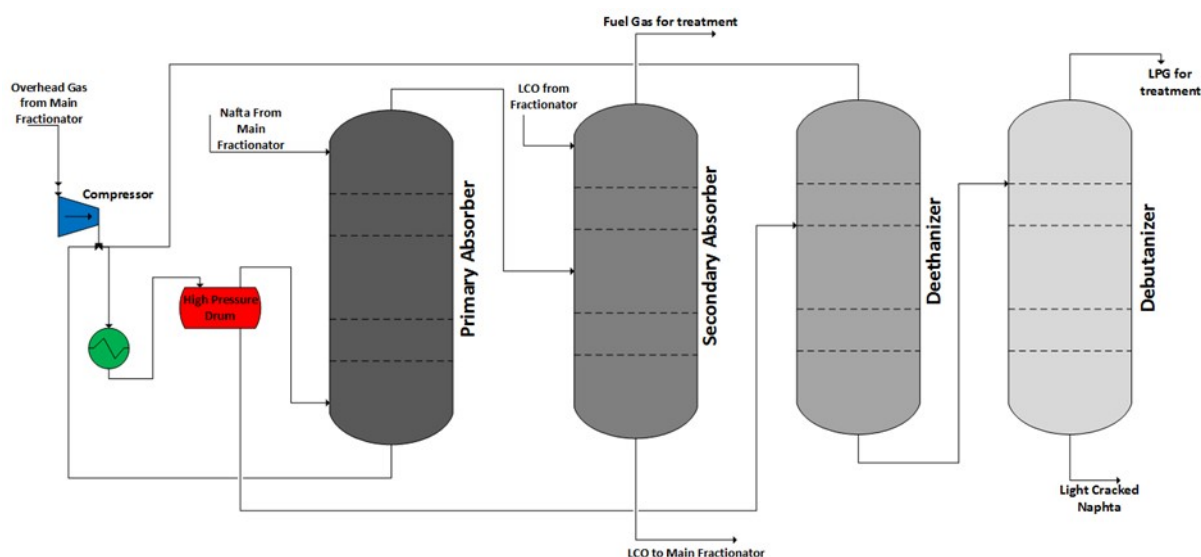 Fuel Gas for treatment
Overhead Gas
from Main
Fractionator
Nafta From
Main
Fractionator
LCO from
Fractionator
LPG for
treatment
Compressor
High Pressure
Drum
Primary Absorber
Secondary Absorber
Deethanizer
Debutanizer
Light Cracked
Naphta
LCO to Main Fractionator